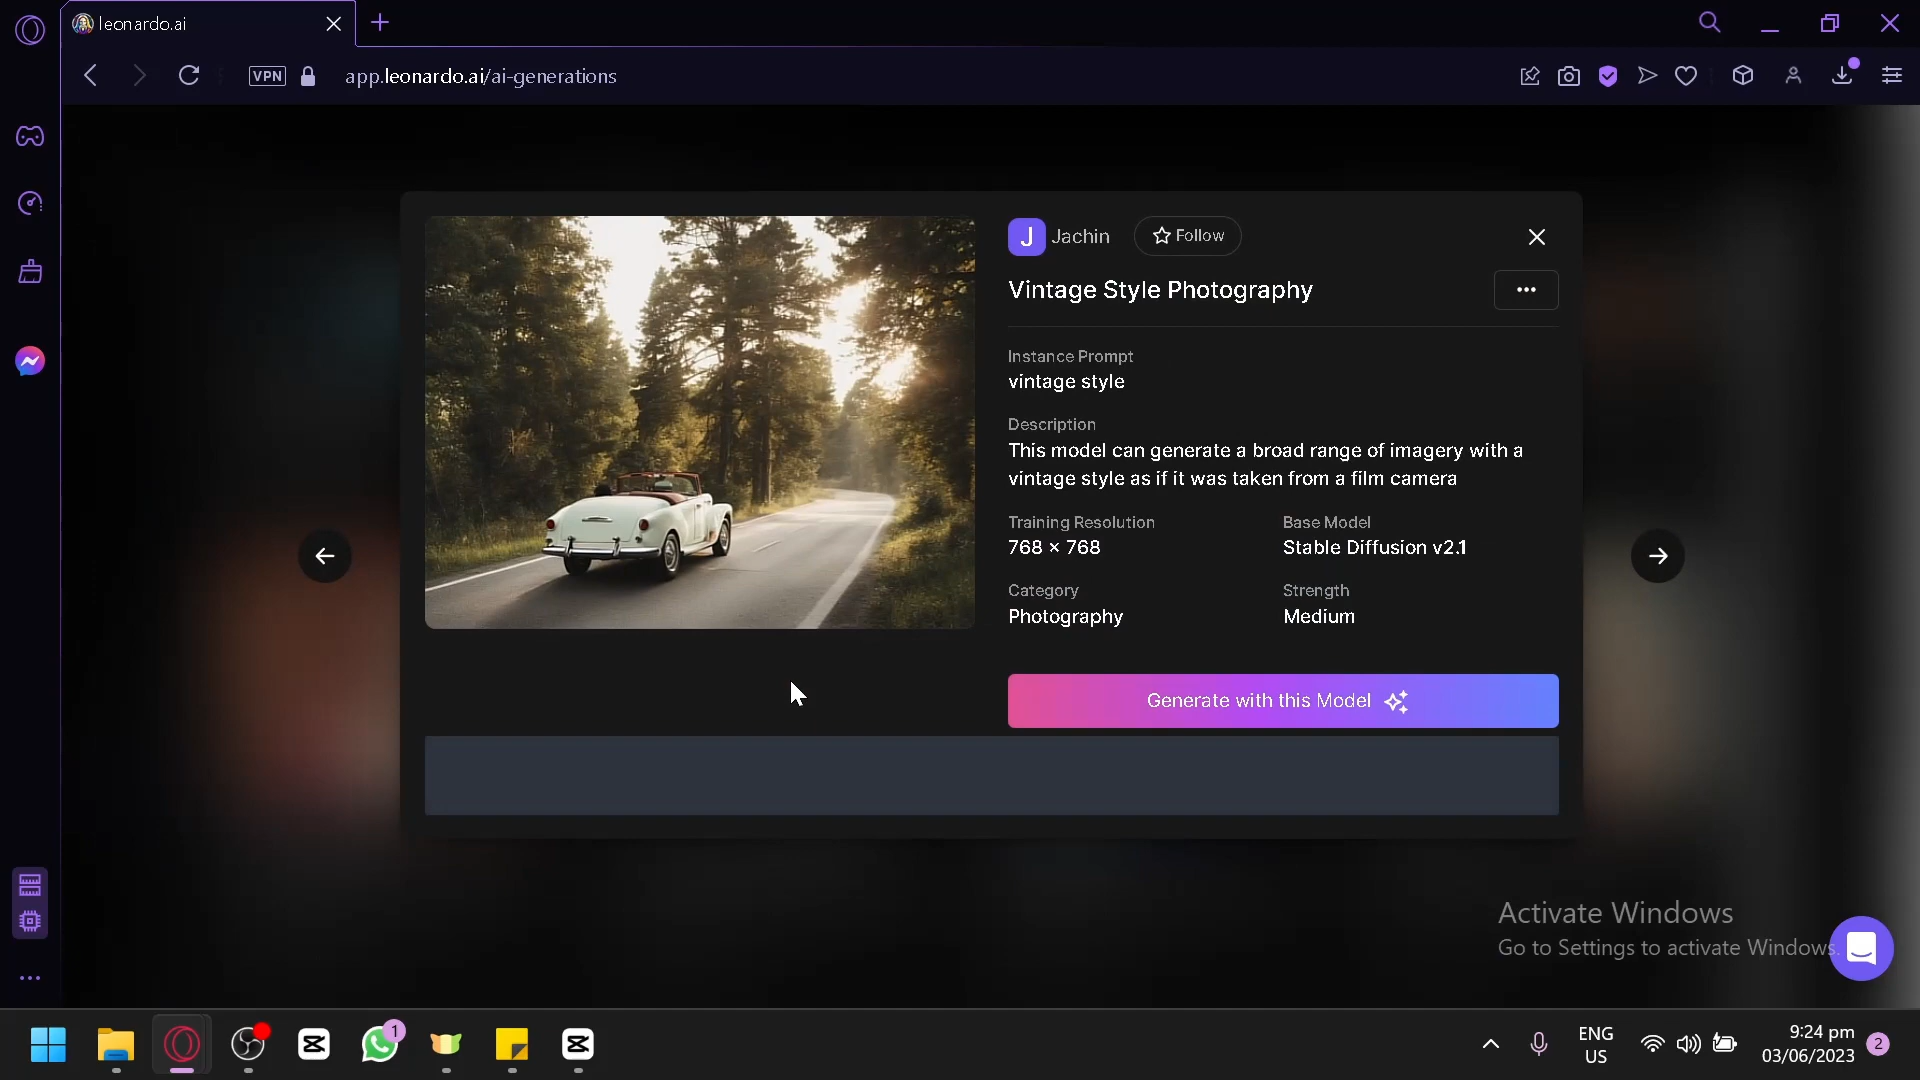 leonardo.ai
VPN
app.leonardo.ai/ai-generations
J Jachin
Follow
Vintage Style Photography
Instance Prompt
vintage style
Description
This model can generate a broad range of imagery with a
vintage style as if it was taken from a film camera
Training Resolution
768 × 768
Base Model
Stable Diffusion v2.1
Category
Photography
Strength
Medium
Generate with this Model
Activate Windows
Go to Settings to activate Windows.
1
ENG
US
9:24 pm
03/06/2023
2